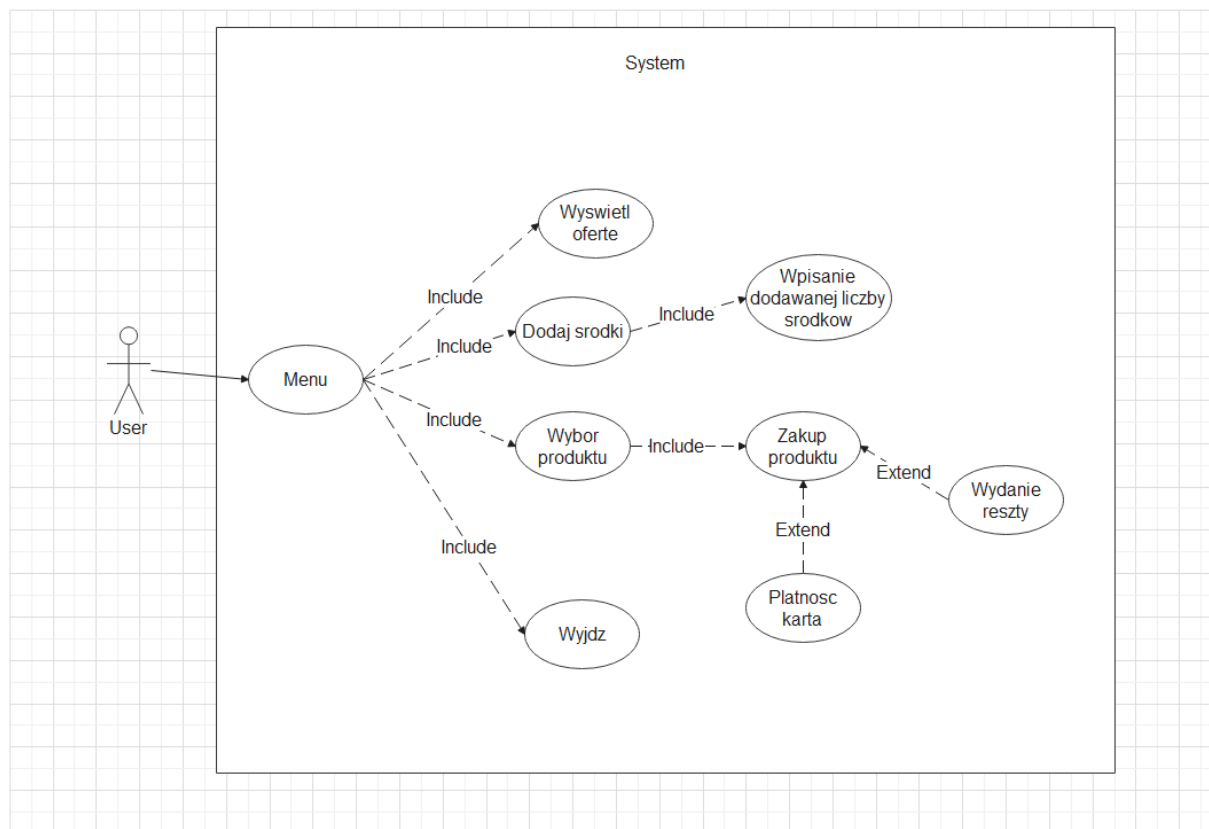 System
Wyswietl
oferte
Include
Wpisanie
dodawanej liczby
srodkow
Include
Dodaj srodki
Include
User
Menu
Include
Wybor
produktu
Include
Zakup
produktu
Extend
Wydanie
reszty
Extend
Include
Platnosc
karta
Wyjdz